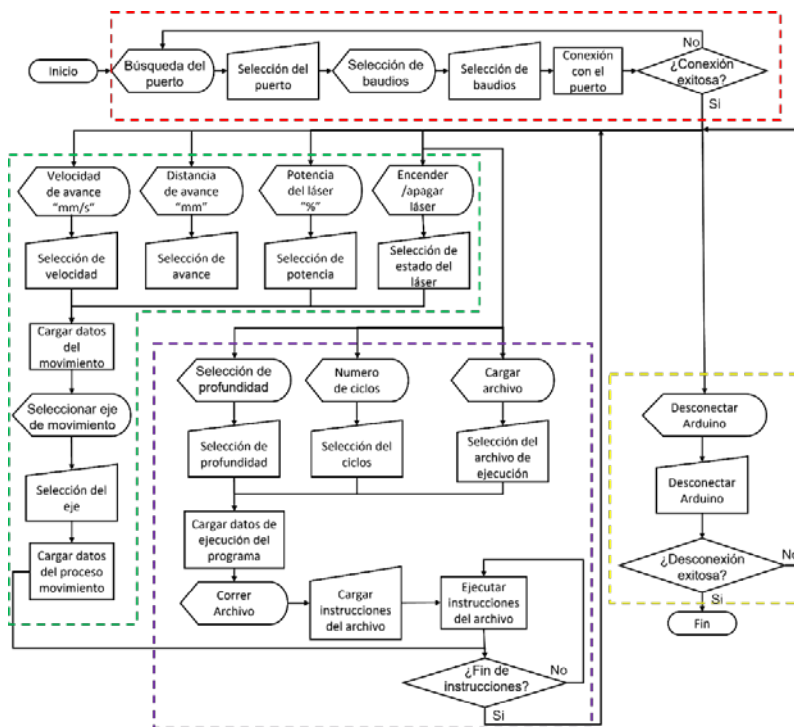 Inicio
Búsqueda del
puerto
Selección del
puerto
Selección de
baudios
Selección de
baudios
Conexión
con el
puerto
¿Conexión
exitosa?
No
Si
Velocidad
de avance
“mm/s”
Distancia
de avance
“mm”
Potencia
del láser
“%”
Encender
/apagar
láser
Selección de
velocidad
Selección
de avance
Selección de
potencia
Selección de
estado del
láser
Cargar datos
del
movimiento
Seleccionar eje
de movimiento
Selección del
eje
Cargar datos
del proceso
movimiento
Selección de
profundidad
Numero
de ciclos
Cargar
archivo
Selección de
profundidad
Selección del
ciclos
Selección del
archivo de
ejecución
Cargar datos de
ejecución del
programa
Correr
Archivo
Cargar
instrucciones
del archivo
Ejecutar
instrucciones
del archivo
¿Fin de
instrucciones?
No
Si
Desconectar
Arduino
Desconectar
Arduino
¿Desconexión
exitosa?
No
Si
Fin